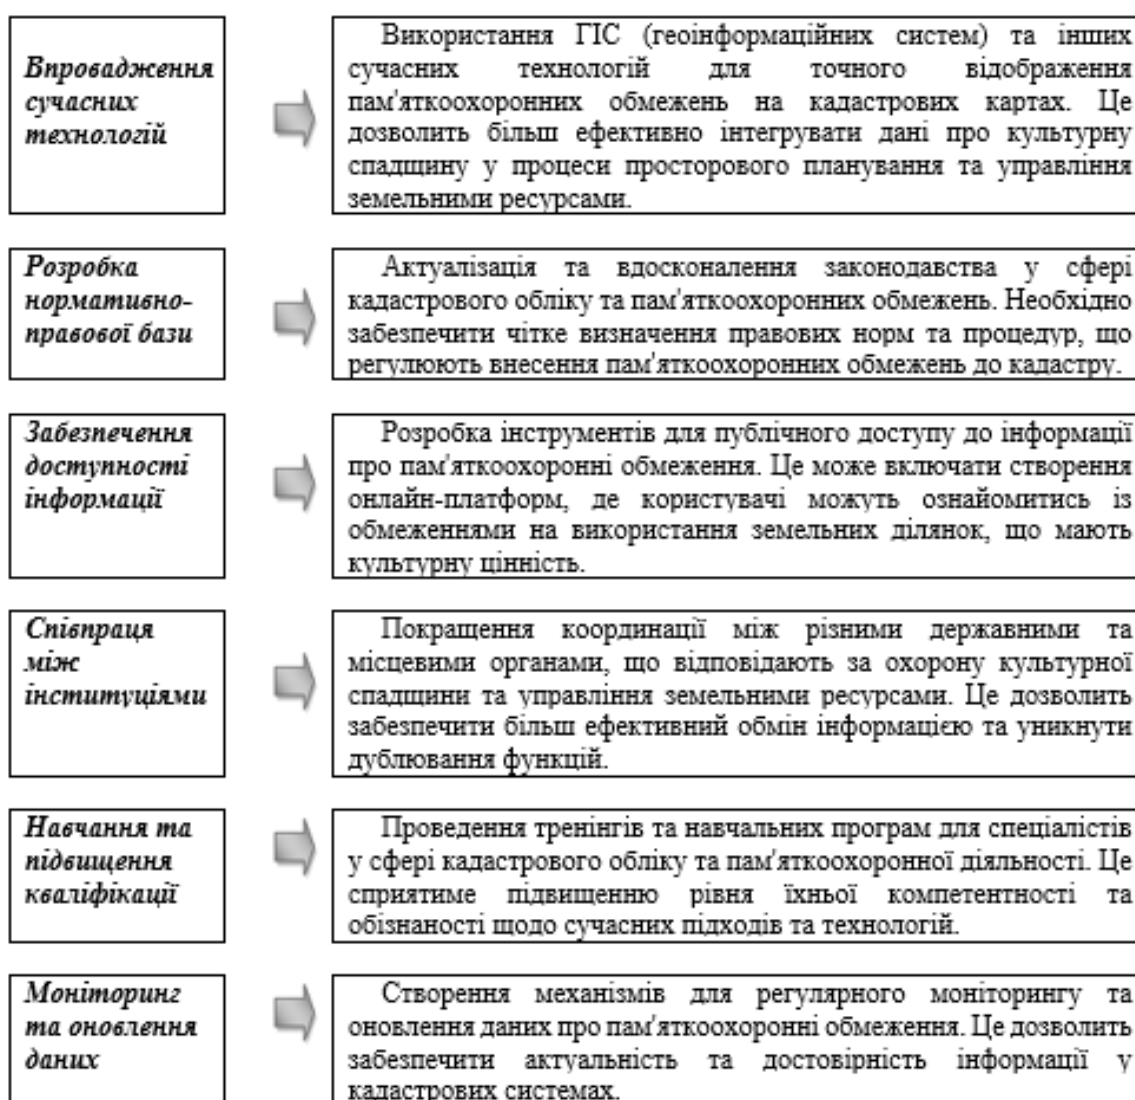 Впровадження
сучасних
технологій
Використання ГІС (геоінформаційних систем) та інших
сучасних технологій для точного відображення
пам'яткоохоронних обмежень на кадастрових картах. Це
дозволить більш ефективно інтегрувати дані про культурну
спадщину у процеси просторового планування та управління
земельними ресурсами.
Розробка
нормативно-
правової бази
Актуалізація та вдосконалення законодавства у сфері
кадастрового обліку та пам'яткоохоронних обмежень. Необхідно
забезпечити чітке визначення правових норм та процедур, що
регулюють внесення пам'яткоохоронних обмежень до кадастру.
Забезпечення
доступності
інформації
Розробка інструментів для публічного доступу до інформації
про пам'яткоохоронні обмеження. Це може включати створення
онлайн-платформ, де користувачі можуть ознайомитись із
обмеженнями на використання земельних ділянок, що мають
культурну цінність.
Співпраця
між
інституціями
Покращення координації між різними державними та
місцевими органами, що відповідають за охорону культурної
спадщини та управління земельними ресурсами. Це дозволить
забезпечити більш ефективний обмін інформацією та уникнути
дублювання функцій.
Навчання та
підвищення
кваліфікації
Проведення тренінгів та навчальних програм для спеціалістів
у сфері кадастрового обліку та пам'яткоохоронної діяльності. Це
сприятиме підвищенню рівня їхньої компетентності та
обізнаності щодо сучасних підходів та технологій.
Моніторинг
та оновлення
даних
Створення механізмів для регулярного моніторингу та
оновлення даних про пам'яткоохоронні обмеження. Це дозволить
забезпечити актуальність та достовірність інформації у
кадастрових системах.